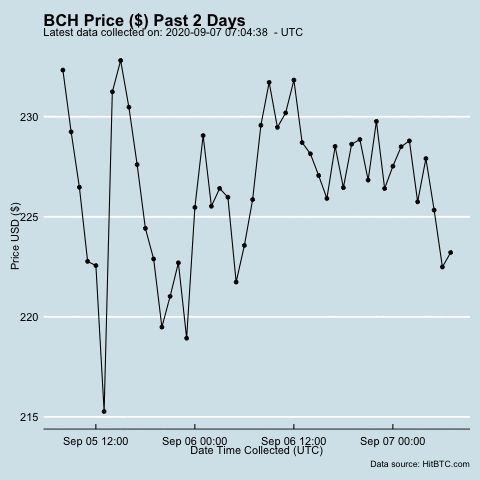 BCH Price ($) Past 2 Days
Latest data collected on: 2020-09-07 07:04:38  - UTC
230
225
220
215
Price USD ($)
Sep 05 12:00
Sep 06 00:00
Sep 06 12:00
Sep 07 00:00
Date Time Collected (UTC)
Data source: HitBTC.com